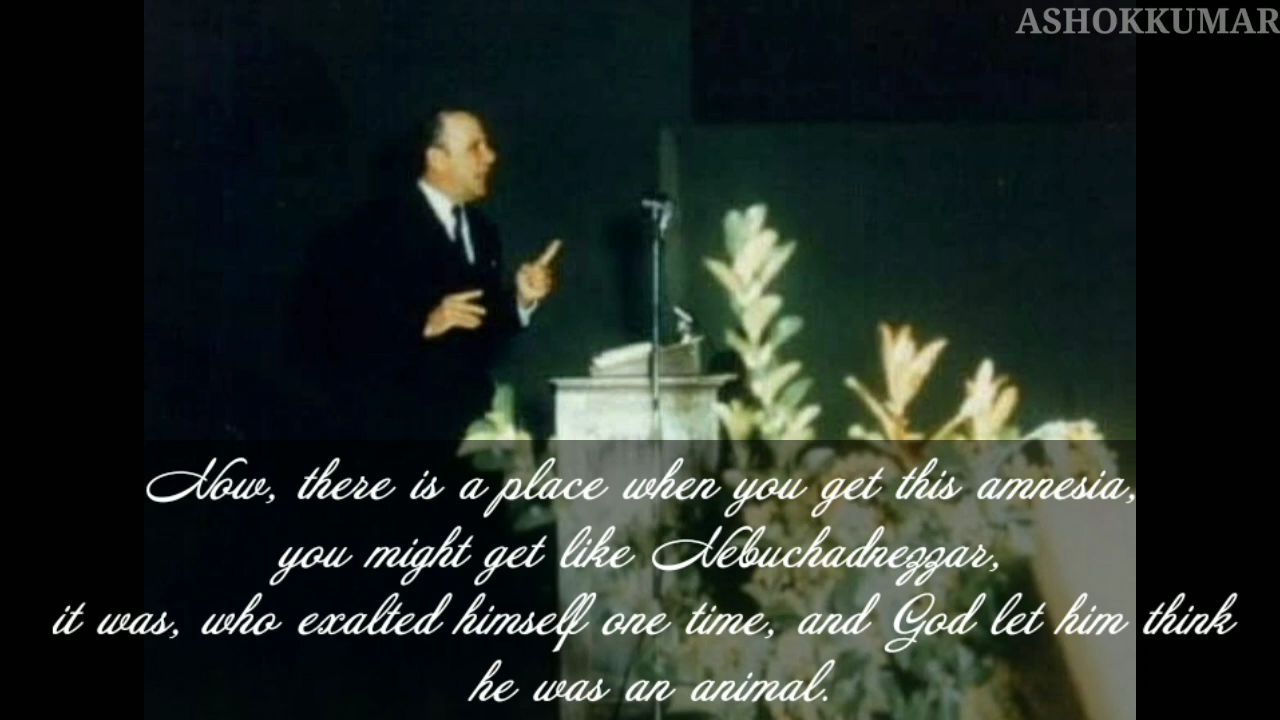 ASHOKKUMAR
Now, there is a place when you get this amnesia,
you might get like Nebuchadnezzar,
it was, who exalted himself one time, and God let him think
he was an animal.